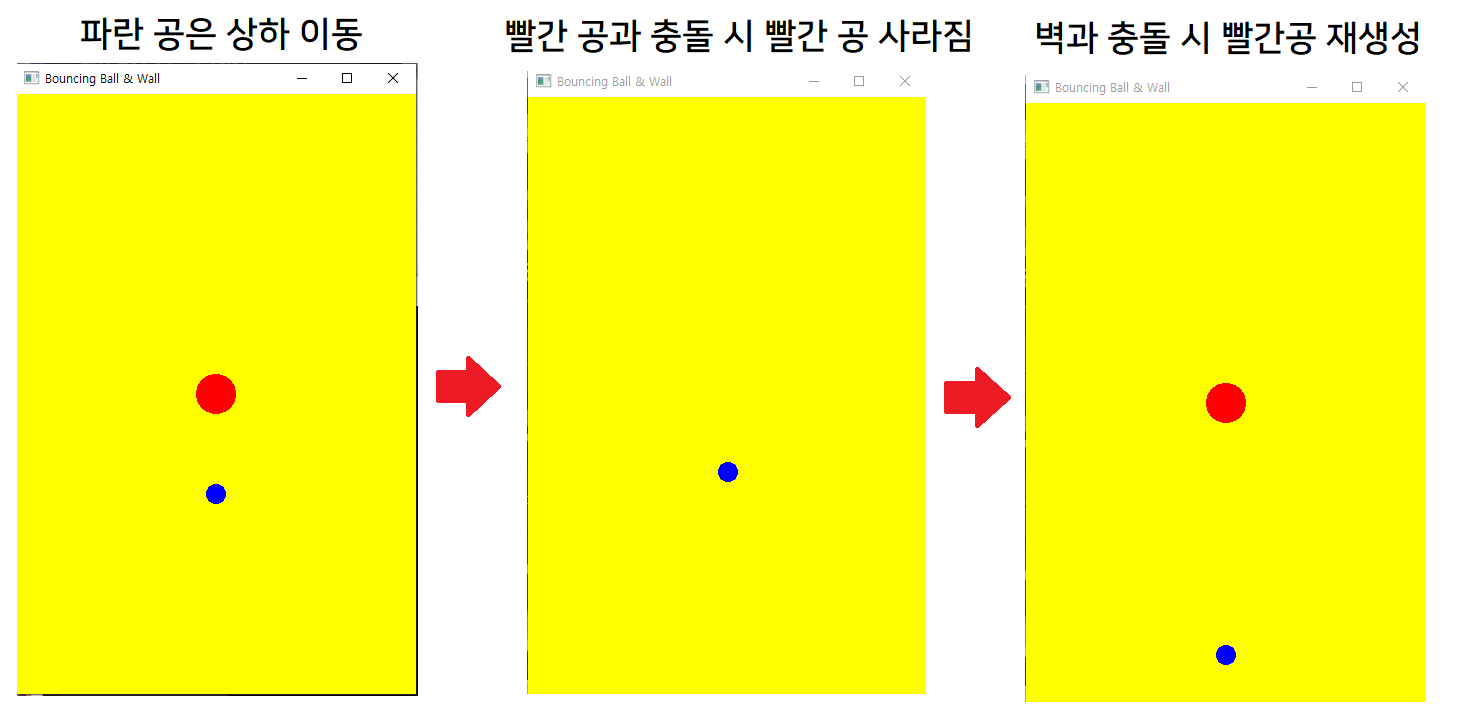 파란 공은 상하 이동
빨간 공과 충돌 시 빨간 공 사라짐
벽과 충돌 시 빨간공 재생성
Bouncing Ball & Wall
Bouncing Ball & Wall
Bouncing Ball & Wall